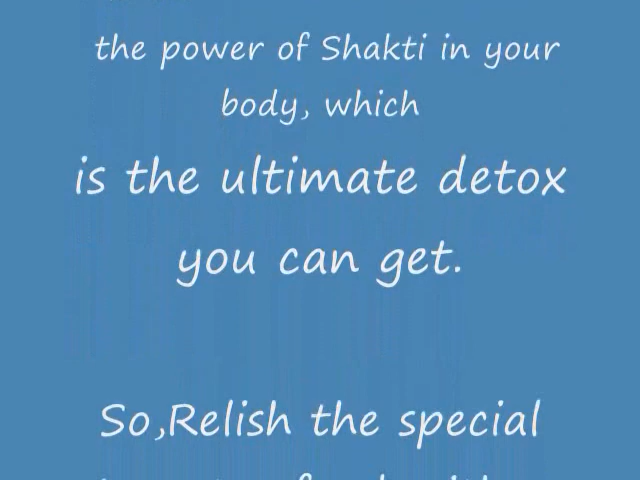 the power of Shakti in your
body, which
is the ultimate detox
you can get.
So,Relish the special